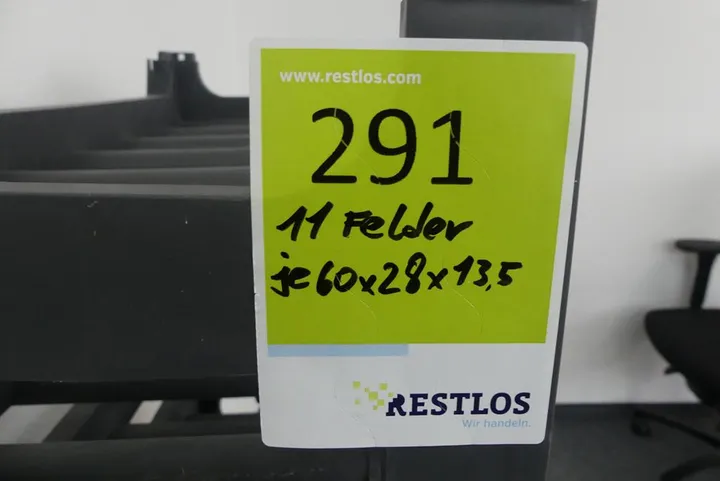 www.restlos.com
291
11 Felder
je 60x28x13,5
RESTLOS
Wir handeln.